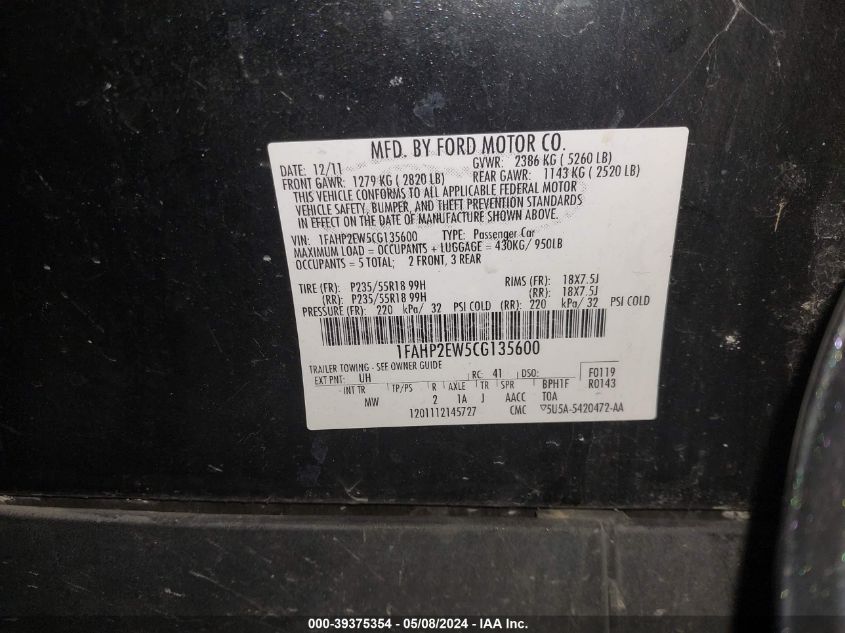 MFD. BY FORD MOTOR CO.
DATE: 12/11 GVWR: 2386 KG ( 5260 LB)
FRONT GAWR: 1279 KG ( 2820 LB) REAR GAWR: 1143 KG ( 2520 LB)
THIS VEHICLE CONFORMS TO ALL APPLICABLE FEDERAL MOTOR
VEHICLE SAFETY, BUMPER, AND THEFT PREVENTION STANDARDS
IN EFFECT ON THE DATE OF MANUFACTURE SHOWN ABOVE.
VIN: 1FAHP2EW5CG135600 TYPE: Passenger Car
MAXIMUM LOAD = OCCUPANTS + LUGGAGE = 430KG/ 950LB
OCCUPANTS = 5 TOTAL; 2 FRONT, 3 REAR
TIRE (FR): P235/55R18 99H RIMS (FR): 18X7.5J
(RR): P235/55R18 99H (RR): 18X7.5J
PRESSURE (FR): 220 kPa/ 32 PSI COLD (RR): 220 kPa/ 32 PSI COLD
1FAHP2EW5CG135600
TRAILER TOWING - SEE OWNER GUIDE
EXT PNT: UH RC: 41 DSO: F0119
INT TR TP/PS R AXLE TR SPR BPH1F R0143
MW 2 1A J AACC TOA
1201112145727 CMC ▽5U5A-5420472-AA
000-39375354 - 05/08/2024 - IAA Inc.